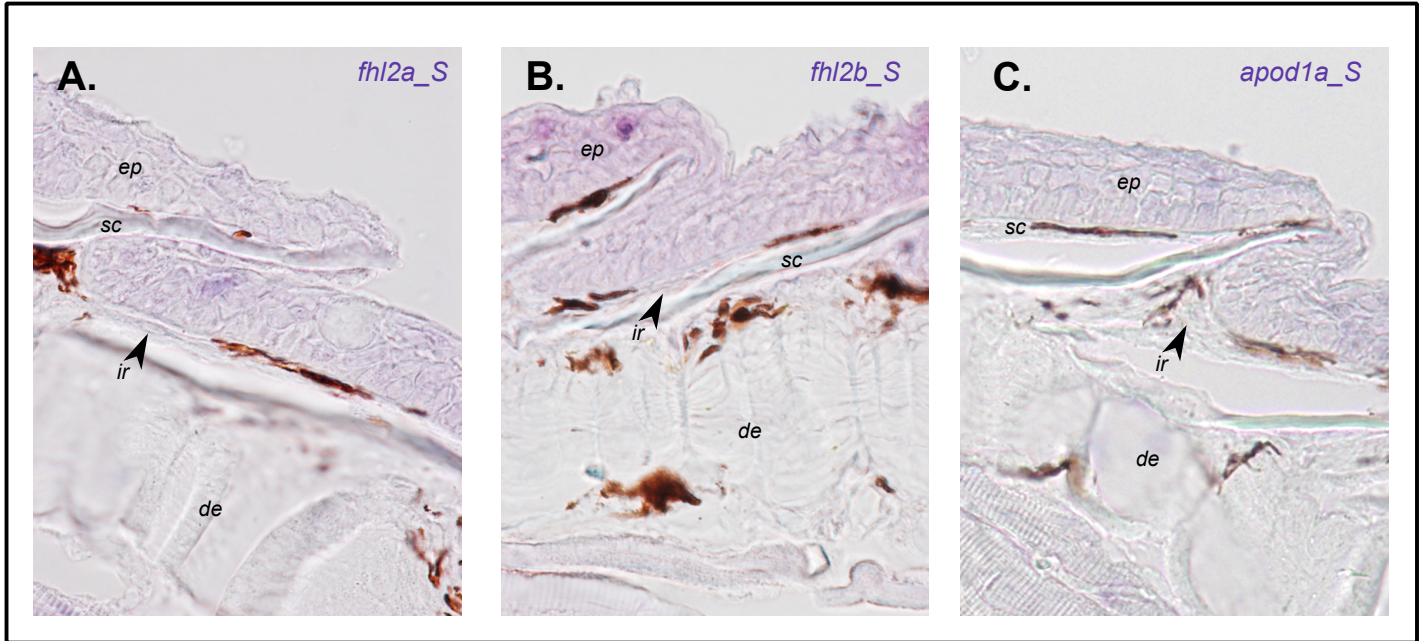 A.
fhl2a_S
ep
sc
ir
de
B.
fhl2b_S
ep
sc
ir
de
C.
apod1a_S
ep
sc
ir
de